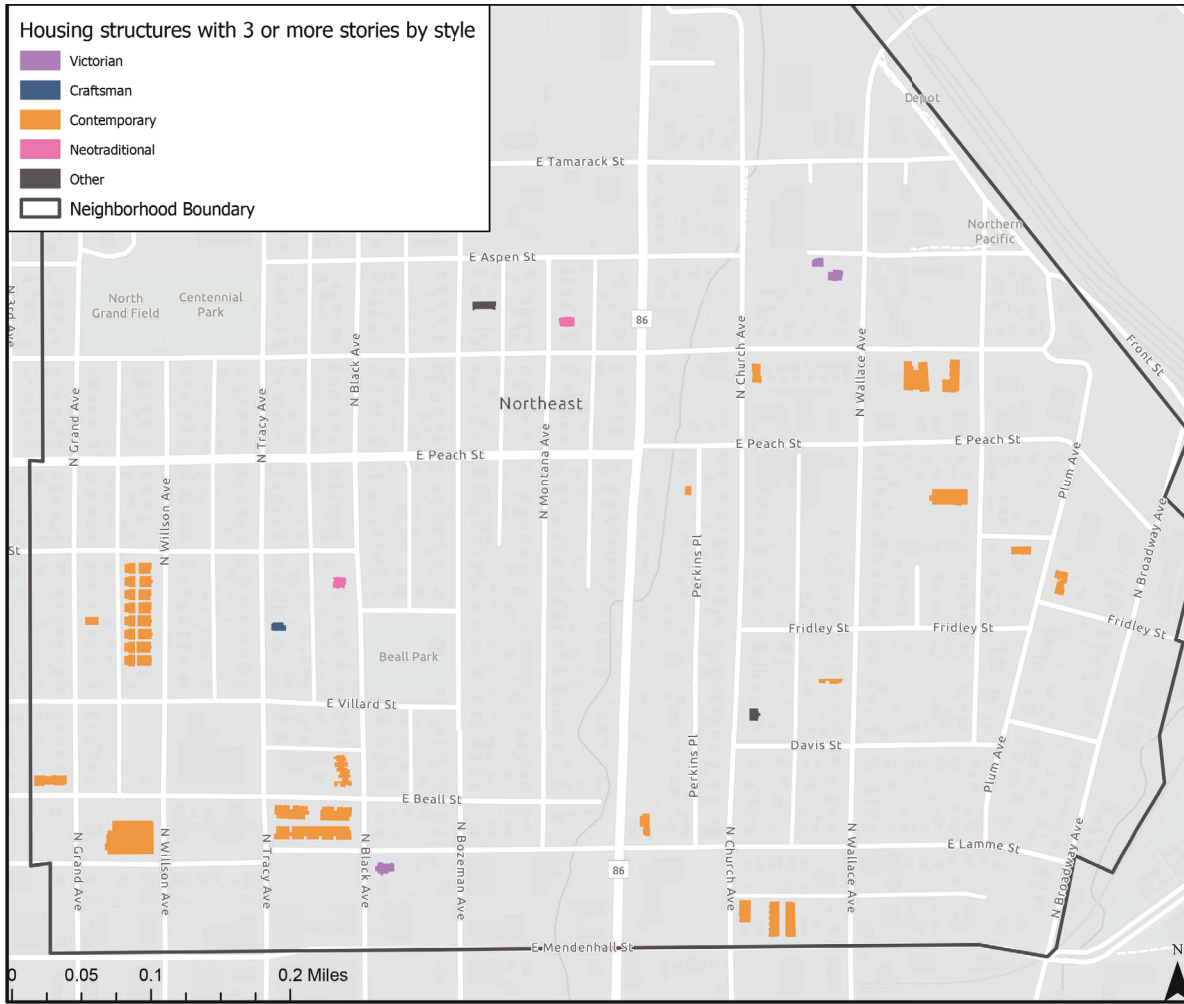 Housing structures with 3 or more stories by style
Victorian
Craftsman
Contemporary
Neotraditional
Other
Neighborhood Boundary
Depot
E Tamarack St
Northern
Pacific
E Aspen St
North
Grand Field
Centennial
Park
N 3rd Ave
86
Front St
N Black Ave
N Church Ave
N Wallace Ave
N Grand Ave
N Tracy Ave
Northeast
N Montana Ave
E Peach St
E Peach St
E Peach St
Plum Ave
N Willson Ave
N Broadway Ave
St
Perkins Pl
Fridley St
Fridley St
Fridley St
Beall Park
E Villard St
Davis St
Perkins Pl
Plum Ave
E Beall St
N Grand Ave
N Willson Ave
N Tracy Ave
N Black Ave
N Bozeman Ave
86
N Church Ave
N Wallace Ave
E Lamme St
N Broadway Ave
E Mendenhall St
N
0 0.05 0.1 0.2 Miles